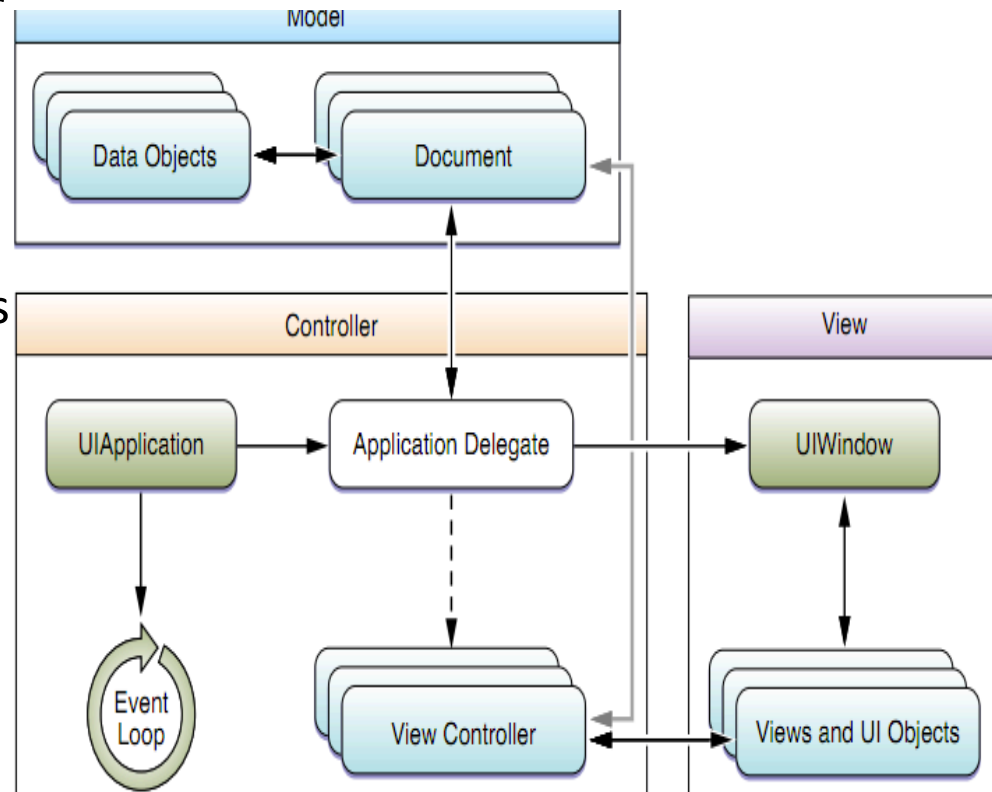 Model
Data Objects
Document
s
Controller
View
UIApplication
Application Delegate
UIWindow
Event
Loop
View Controller
Views and UI Objects